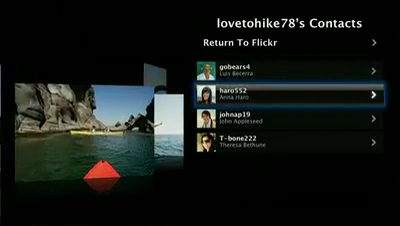 lovetohike78's Contacts
Return To Flickr
gobears4
Luis Becerra
haro552
Anna Haro
johnap19
John Appleseed
T-bone222
Theresa Bethune